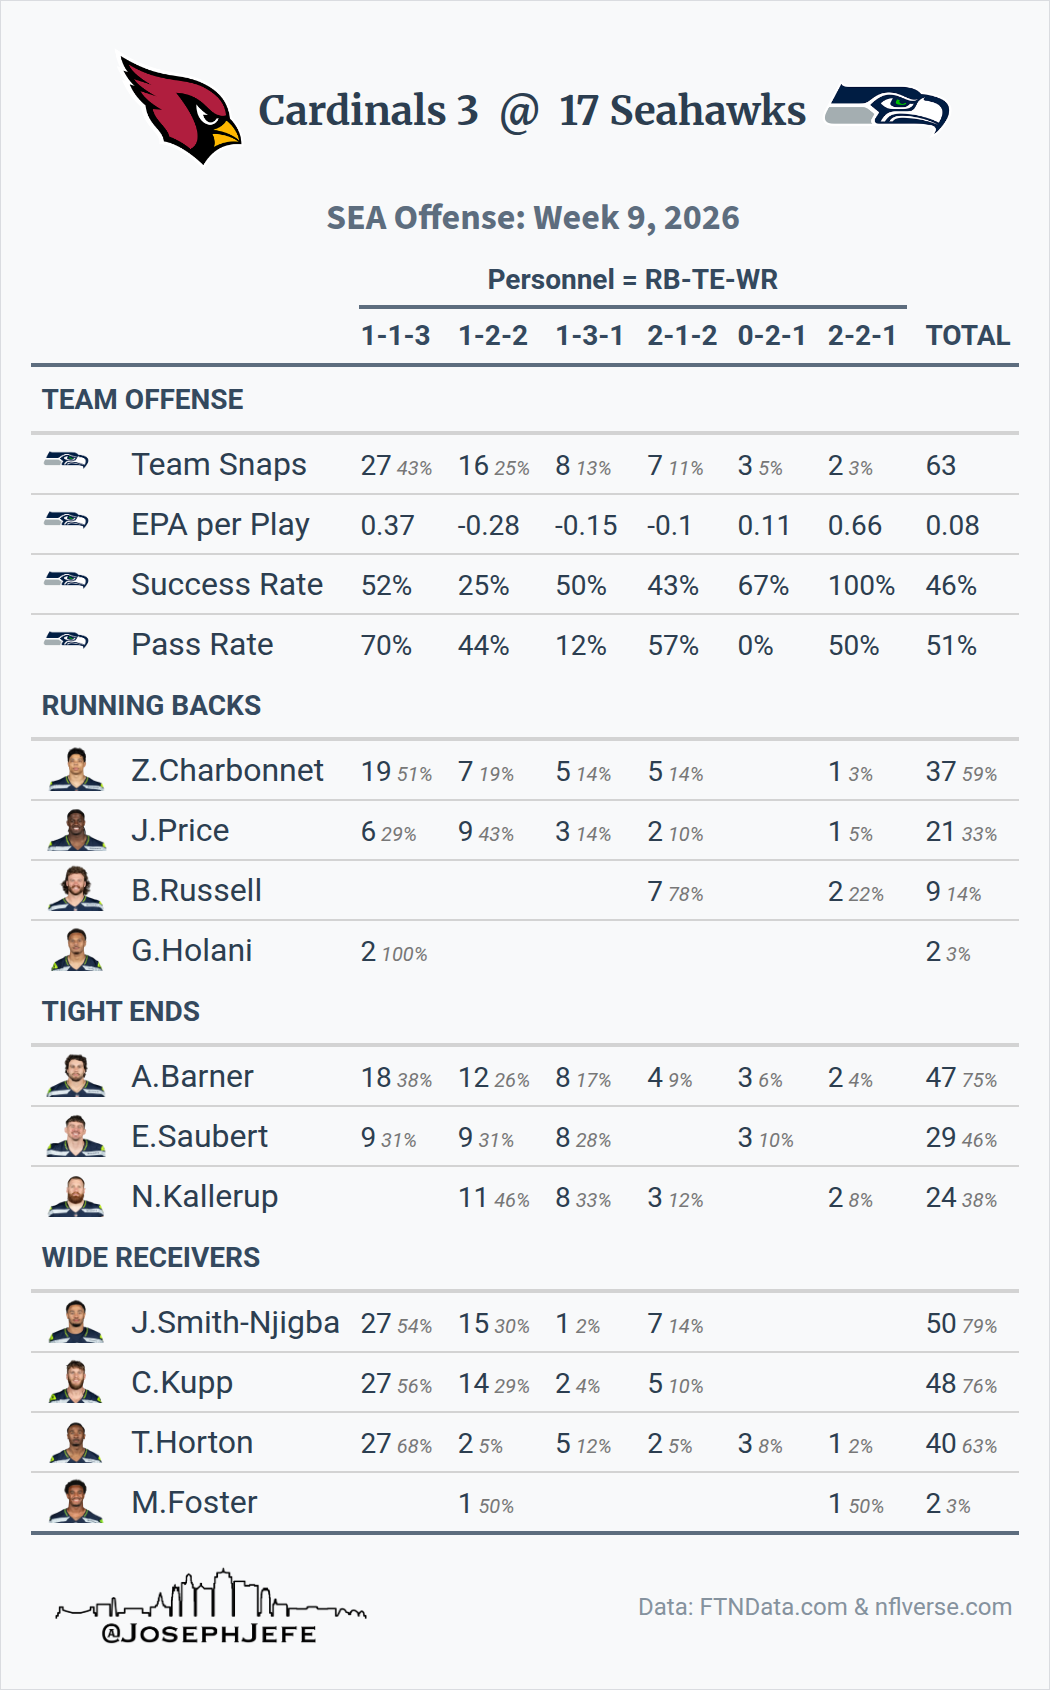 Cardinals 3 @ 17 Seahawks
SEA Offense: Week 9, 2026
Personnel = RB-TE-WR
1-1-3 1-2-2 1-3-1 2-1-2 0-2-1 2-2-1 TOTAL
TEAM OFFENSE
Team Snaps 27 43% 16 25% 8 13% 7 11% 3 5% 2 3% 63
EPA per Play 0.37 -0.28 -0.15 -0.1 0.11 0.66 0.08
Success Rate 52% 25% 50% 43% 67% 100% 46%
Pass Rate 70% 44% 12% 57% 0% 50% 51%
RUNNING BACKS
Z.Charbonnet 19 51% 7 19% 5 14% 5 14% 1 3% 37 59%
J.Price 6 29% 9 43% 3 14% 2 10% 1 5% 21 33%
B.Russell 7 78% 2 22% 9 14%
G.Holani 2 100% 2 3%
TIGHT ENDS
A.Barner 18 38% 12 26% 8 17% 4 9% 3 6% 2 4% 47 75%
E.Saubert 9 31% 9 31% 8 28% 3 10% 29 46%
N.Kallerup 11 46% 8 33% 3 12% 2 8% 24 38%
WIDE RECEIVERS
J.Smith-Njigba 27 54% 15 30% 1 2% 7 14% 50 79%
C.Kupp 27 56% 14 29% 2 4% 5 10% 48 76%
T.Horton 27 68% 2 5% 5 12% 2 5% 3 8% 1 2% 40 63%
M.Foster 1 50% 1 50% 2 3%
@JosephJefe
Data: FTNData.com & nflverse.com